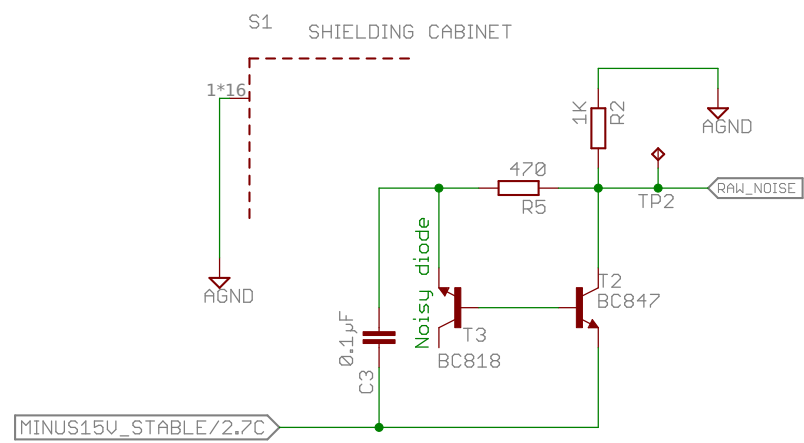 S1
SHIELDING CABINET
1*16
AGND
1K
R2
AGND
470
R5
TP2
RAW_NOISE
Noisy diode
T2
BC847
T3
BC818
0.1µF
C3
MINUS15V_STABLE/2.7C